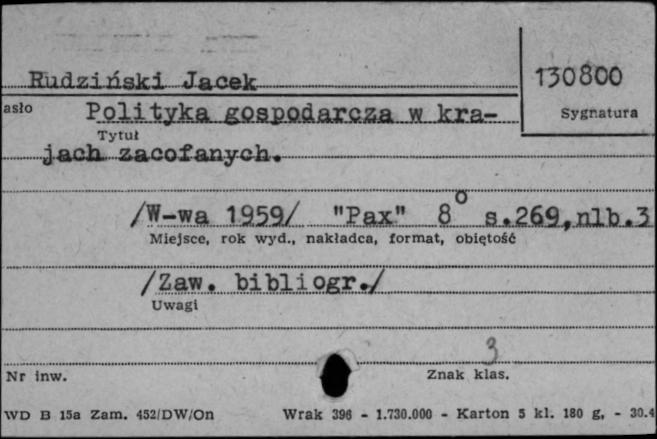 Rudziński Jacek
130800
asło
Polityka gospodarcza w kra-
Sygnatura
Tytuł
jach zacofanych.
/W-wa 1959/ "Pax" 8° s.269,nlb.3
Miejsce, rok wyd., nakładca, format, objętość
/Zaw. bibliogr./
Uwagi
3
Nr inw.
Znak klas.
WD B 15a Zam. 452/DW/On Wrak 396 - 1.730.000 - Karton 5 kl. 180 g, - 30.4